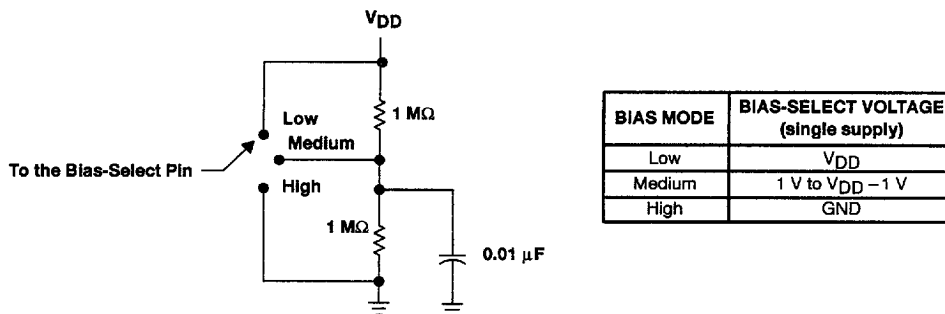 VDD
1 MΩ
Low
Medium
To the Bias-Select Pin
High
1 MΩ
0.01 μF
BIAS MODE
BIAS-SELECT VOLTAGE
(single supply)
Low
VDD
Medium
1 V to VDD – 1 V
High
GND